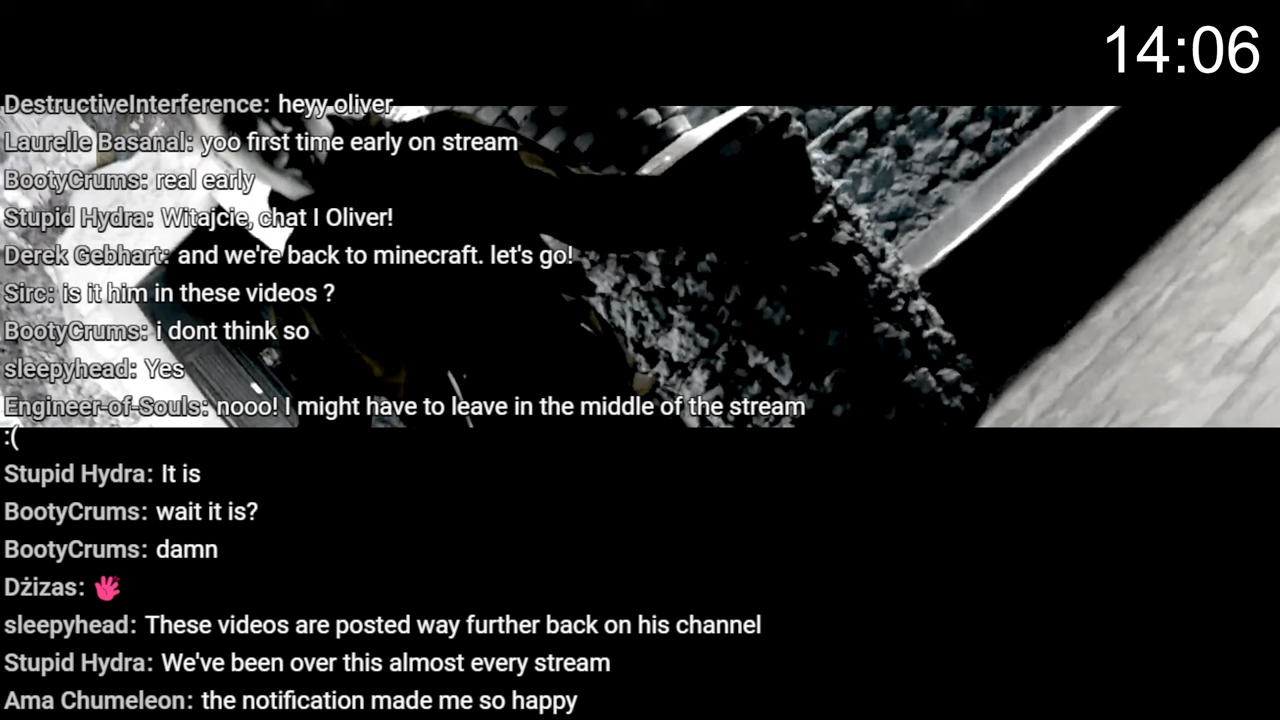 14:06
DestructiveInterference: heyy oliver
Laurelle Basanal: yoo first time early on stream
BootyCrums: real early
Stupid Hydra: Witajcie, chat I Oliver!
Derek Gebhart: and we're back to minecraft. let's go!
Sirc: is it him in these videos ?
BootyCrums: i dont think so
sleepyhead: Yes
Engineer-of-Souls: nooo! I might have to leave in the middle of the stream
:(
Stupid Hydra: It is
BootyCrums: wait it is?
BootyCrums: damn
Dżizas:
sleepyhead: These videos are posted way further back on his channel
Stupid Hydra: We've been over this almost every stream
Ama Chumeleon: the notification made me so happy